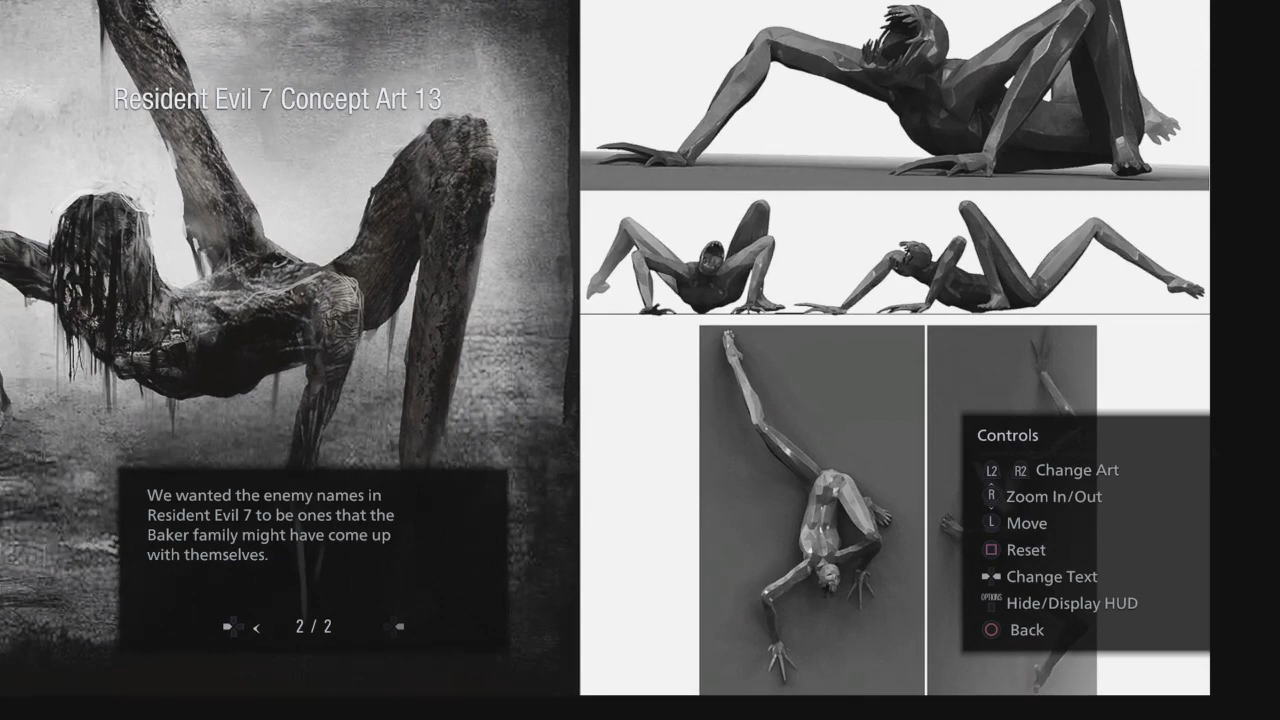 Resident Evil 7 Concept Art 13
We wanted the enemy names in
Resident Evil 7 to be ones that the
Baker family might have come up
with themselves.
2 / 2
Controls
L2 R2 Change Art
R Zoom In/Out
L Move
Reset
Change Text
OPTIONS Hide/Display HUD
Back